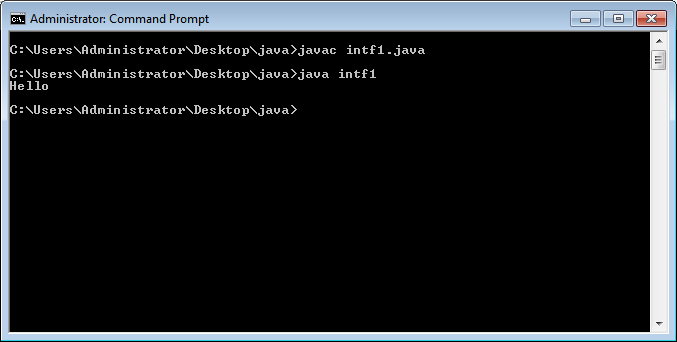 Administrator: Command Prompt
C:\Users\Administrator\Desktop\java>javac intf1.java
C:\Users\Administrator\Desktop\java>java intf1
Hello
C:\Users\Administrator\Desktop\java>